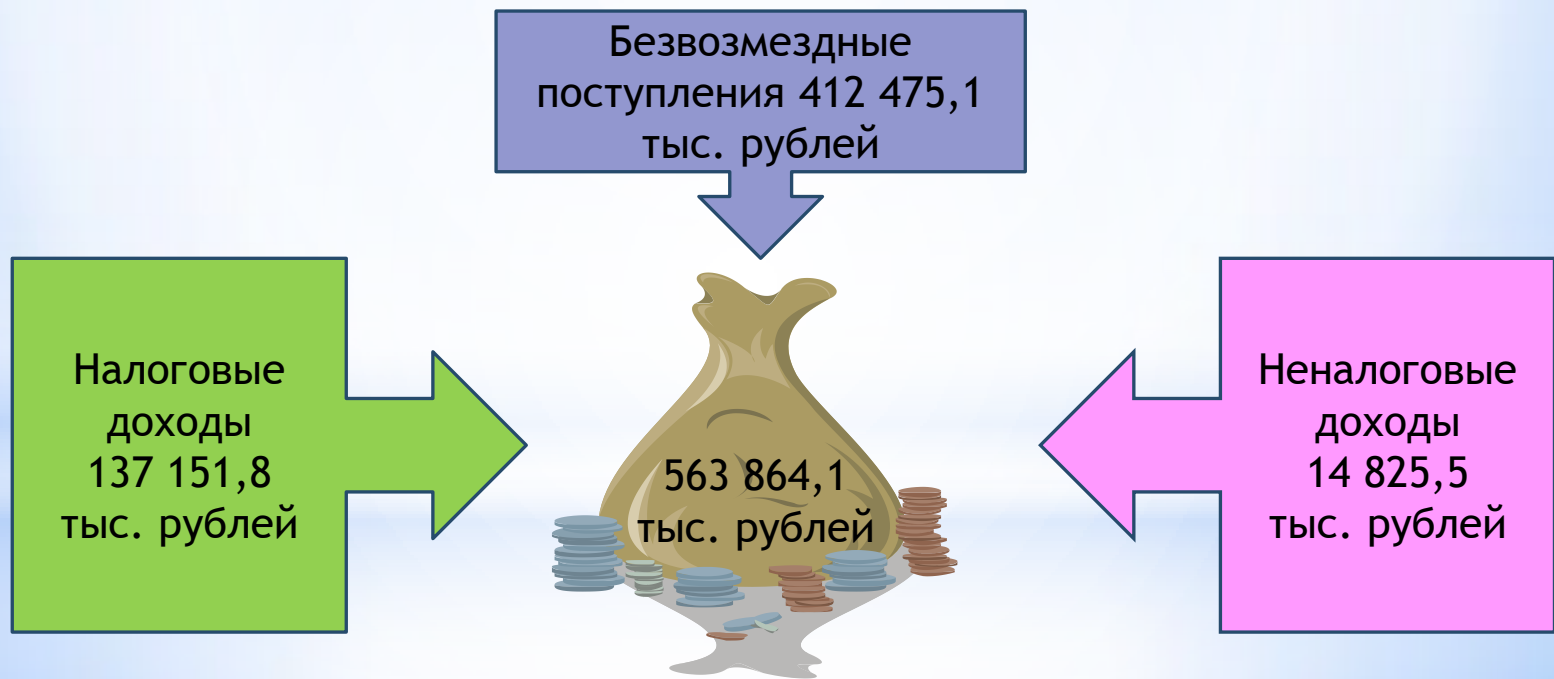 Безвозмездные
поступления 412 475,1
тыс. рублей
Налоговые
доходы
137 151,8
тыс. рублей
563 864,1
тыс. рублей
Неналоговые
доходы
14 825,5
тыс. рублей